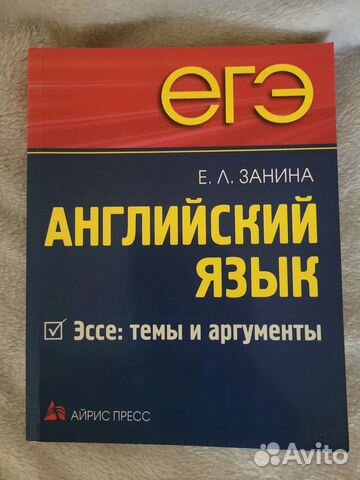 егэ
Е. Л. ЗАНИНА
АНГЛИЙСКИЙ
ЯЗЫК
Эссе: темы и аргументы
АЙРИС ПРЕСС
Avito